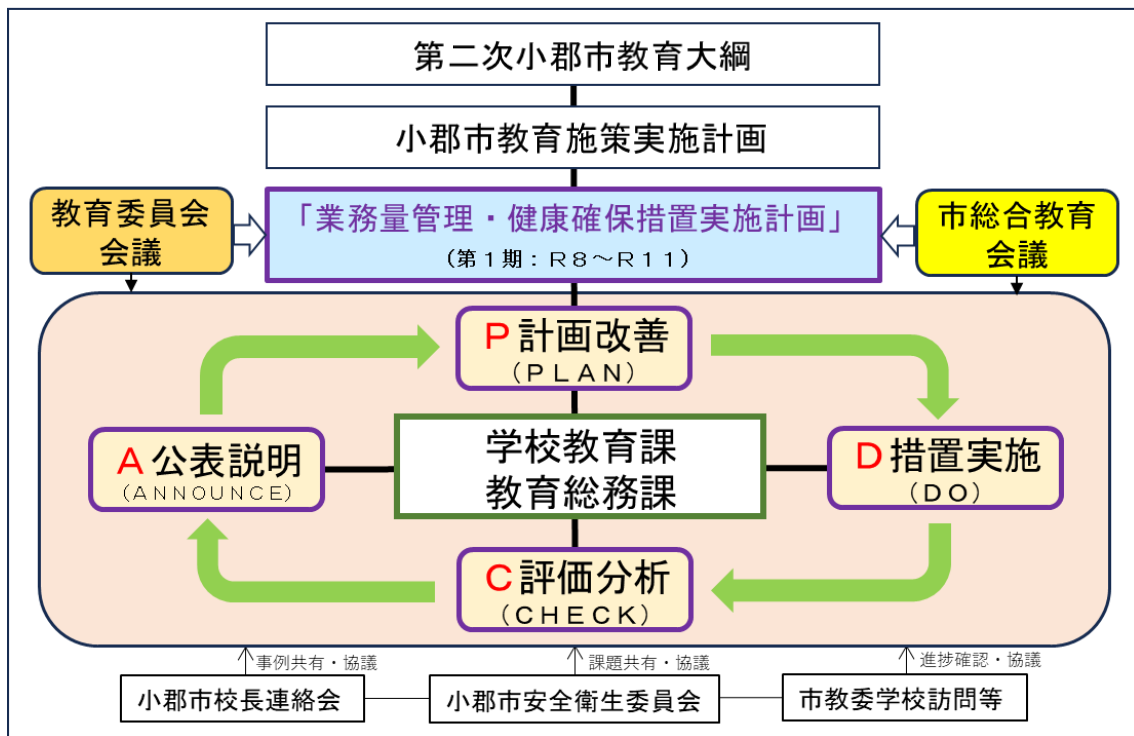 第二次小郡市教育大綱
小郡市教育施策実施計画
教育委員会
会議
「業務量管理・健康確保措置実施計画」
(第1期：R8～R11)
市総合教育
会議
P 計画改善
(PLAN)
A 公表説明
(ANNOUNCE)
学校教育課
教育総務課
D 措置実施
(DO)
C 評価分析
(CHECK)
事例共有・協議
課題共有・協議
進捗確認・協議
小郡市校長連絡会
小郡市安全衛生委員会
市教委学校訪問等